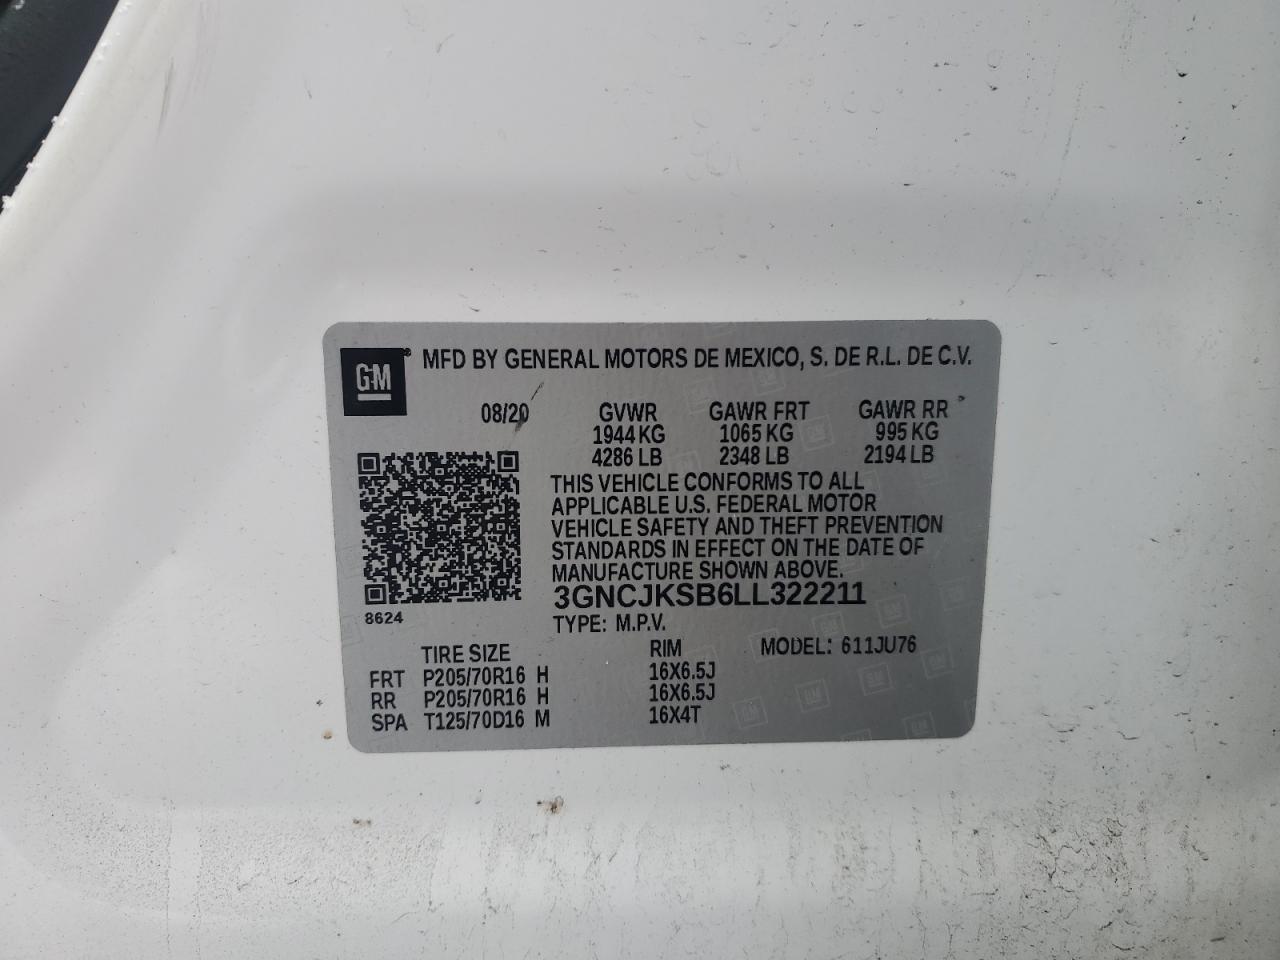 GM® MFD BY GENERAL MOTORS DE MEXICO, S. DE R.L. DE C.V.
08/20 GVWR GAWR FRT GAWR RR
1944 KG 1065 KG 995 KG
4286 LB 2348 LB 2194 LB
THIS VEHICLE CONFORMS TO ALL
APPLICABLE U.S. FEDERAL MOTOR
VEHICLE SAFETY AND THEFT PREVENTION
STANDARDS IN EFFECT ON THE DATE OF
MANUFACTURE SHOWN ABOVE.
3GNCJKSB6LL322211
8624 TYPE: M.P.V.
TIRE SIZE RIM MODEL: 611JU76
FRT P205/70R16 H 16X6.5J
RR P205/70R16 H 16X6.5J
SPA T125/70D16 M 16X4T